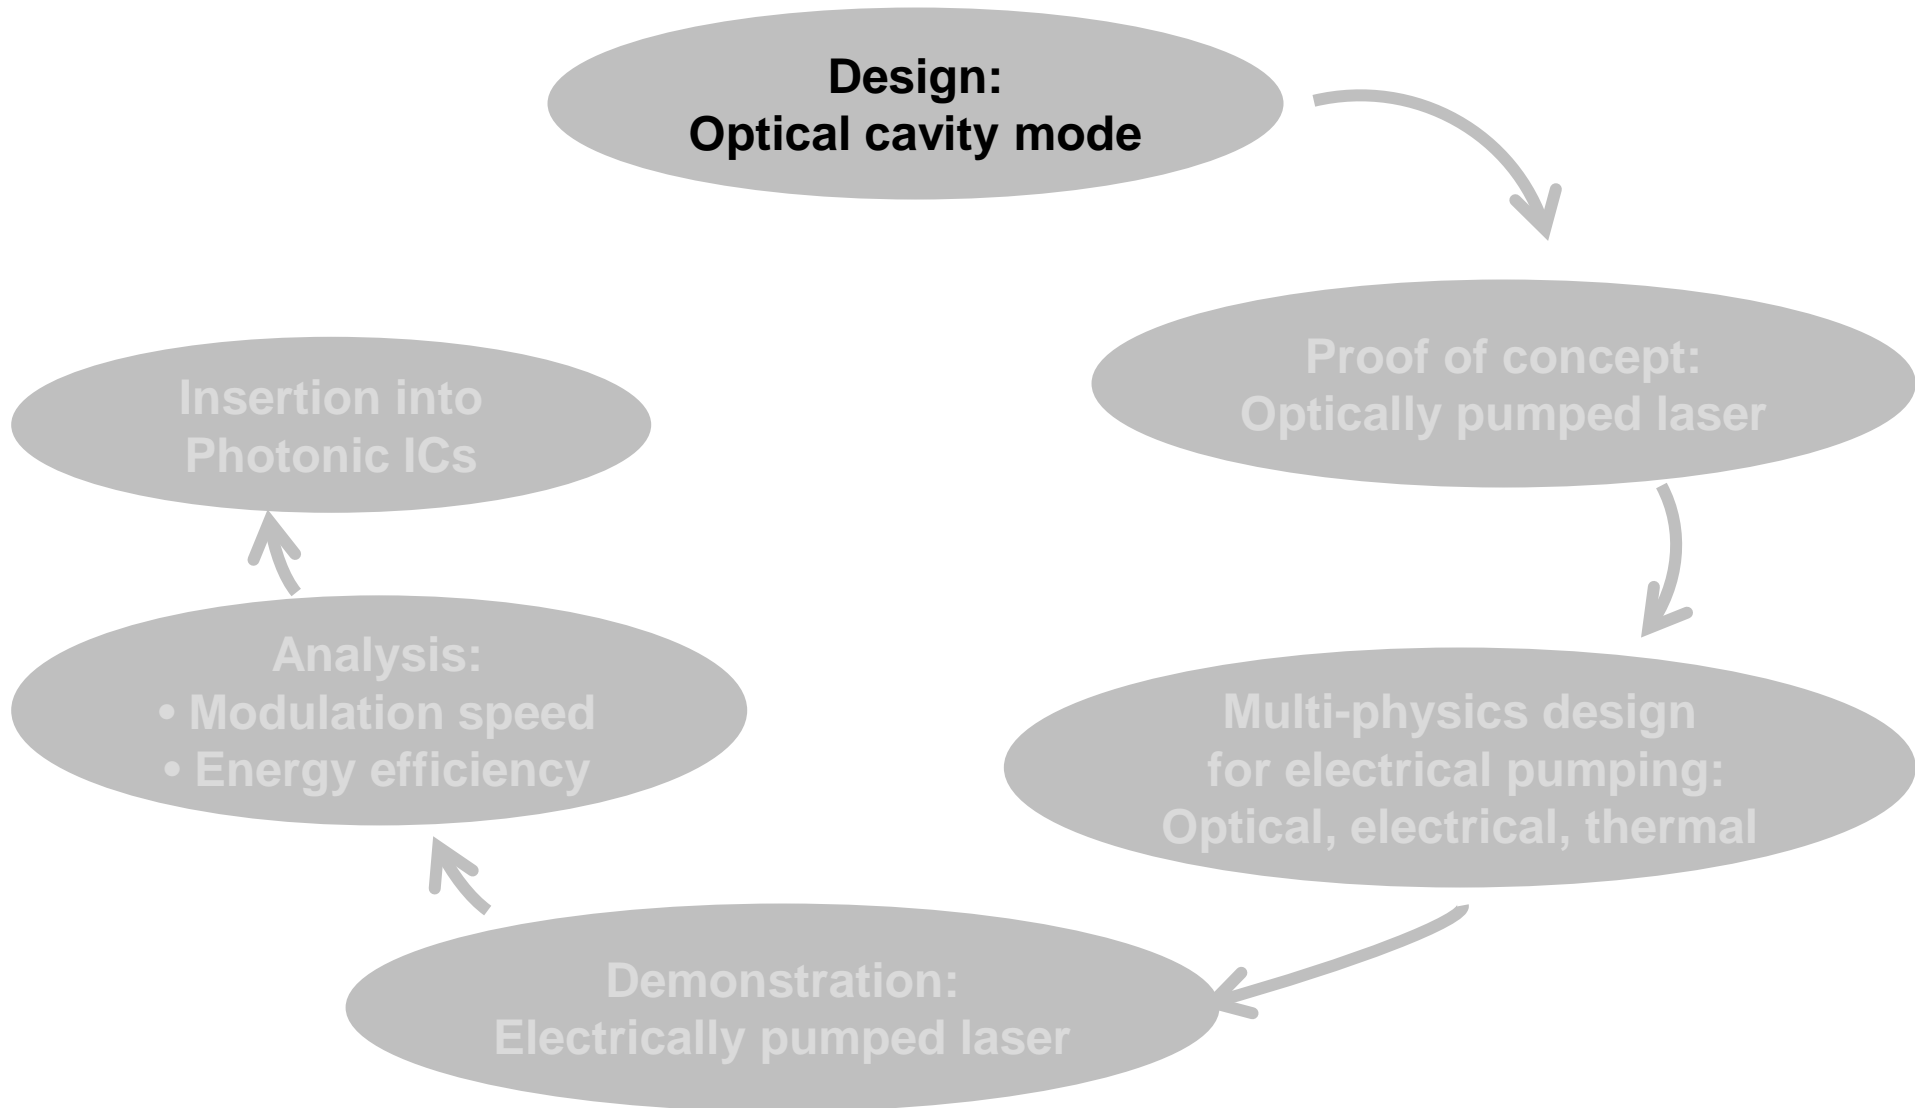 Design:
Optical cavity mode
Proof of concept:
Optically pumped laser
Multi-physics design
for electrical pumping:
Optical, electrical, thermal
Demonstration:
Electrically pumped laser
Analysis:
• Modulation speed
• Energy efficiency
Insertion into
Photonic ICs